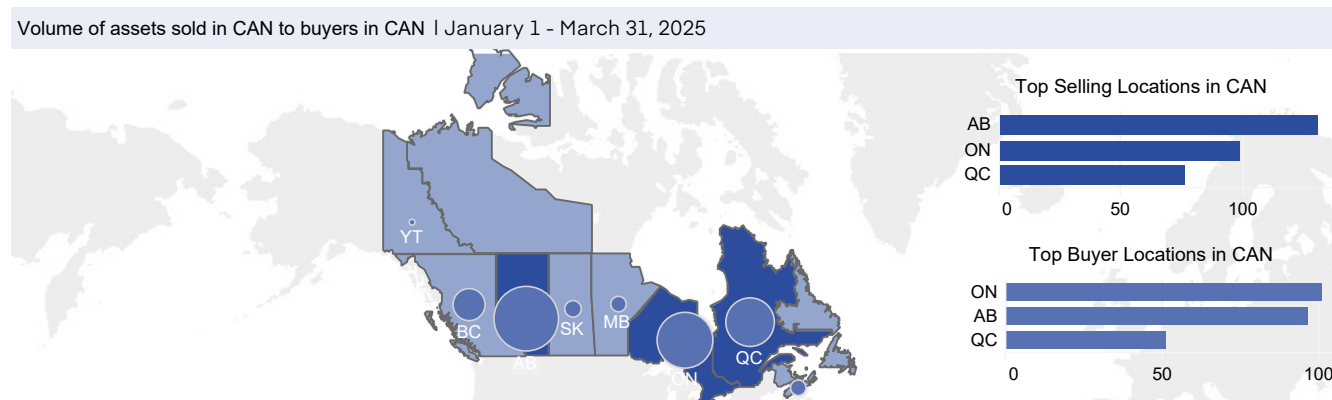 Volume of assets sold in CAN to buyers in CAN | January 1 - March 31, 2025
Top Selling Locations in CAN
AB
ON
QC
0 50 100
Top Buyer Locations in CAN
ON
AB
QC
0 50 100
YT
BC
AB
SK
MB
ON
QC